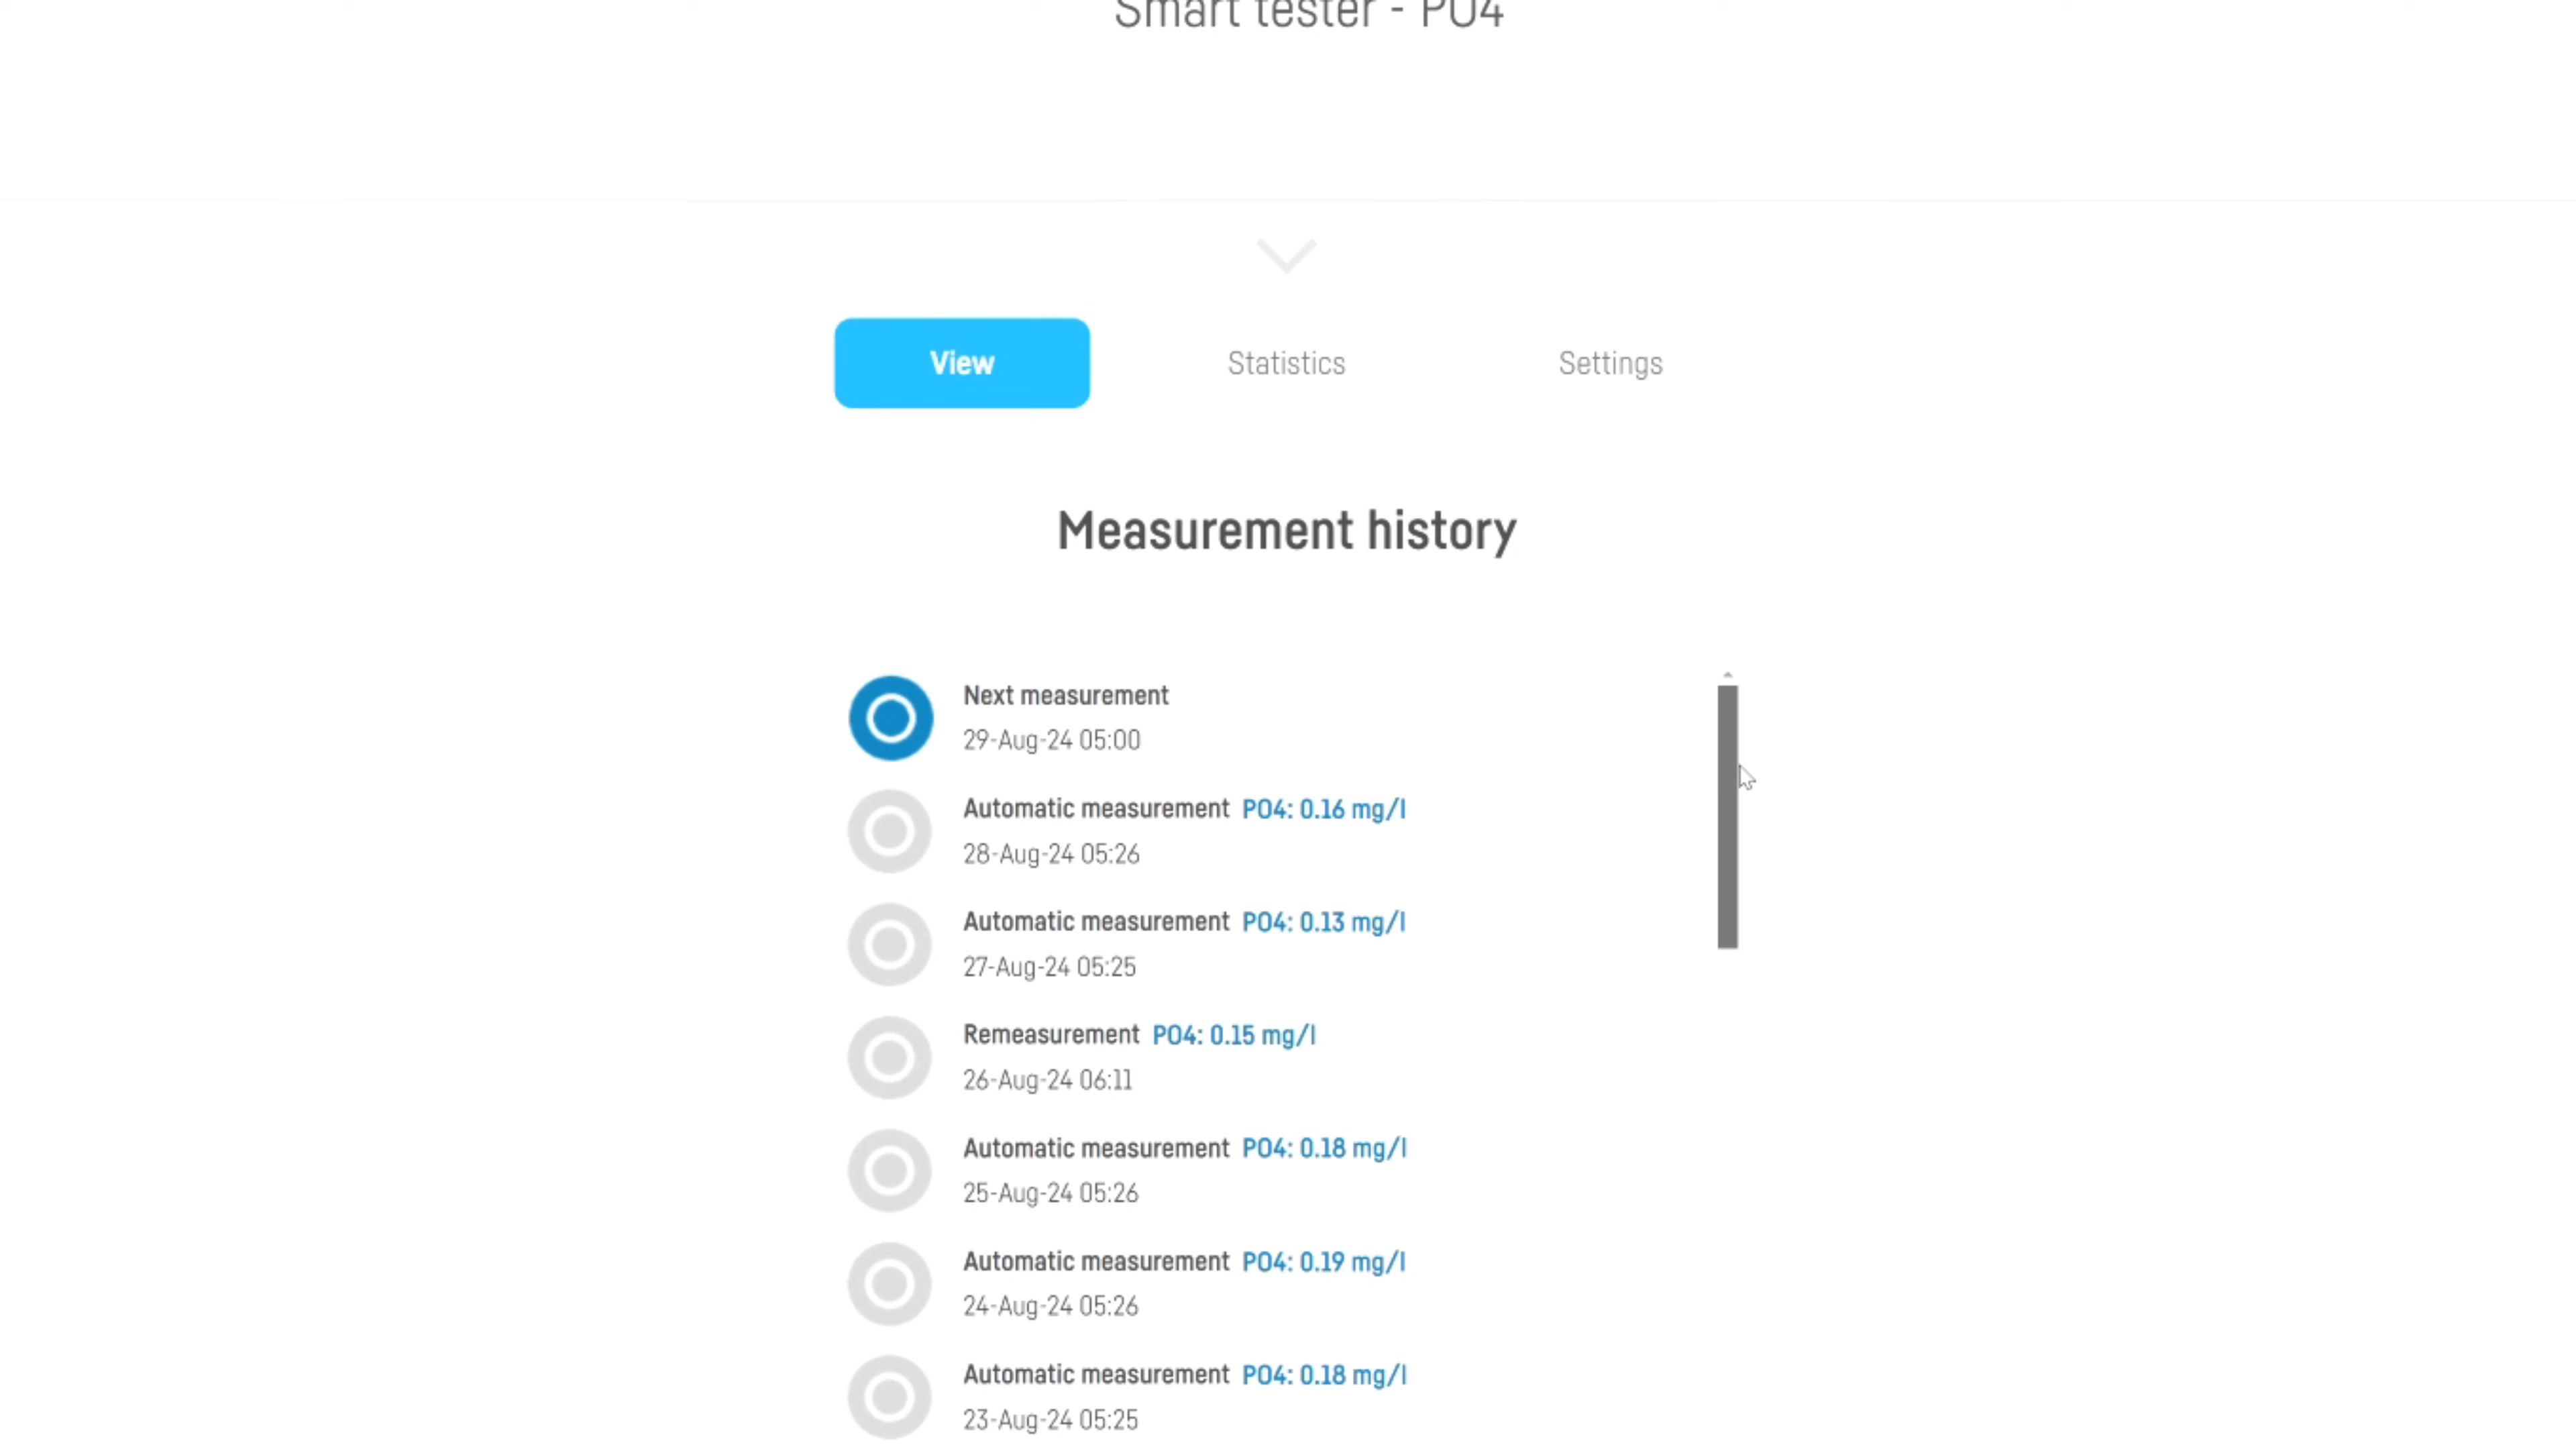 Smart tester - PO4
View
Statistics
Settings
Measurement history
Next measurement
29-Aug-24 05:00
Automatic measurement PO4: 0.16 mg/l
28-Aug-24 05:26
Automatic measurement PO4: 0.13 mg/l
27-Aug-24 05:25
Remeasurement PO4: 0.15 mg/l
26-Aug-24 06:11
Automatic measurement PO4: 0.18 mg/l
25-Aug-24 05:26
Automatic measurement PO4: 0.19 mg/l
24-Aug-24 05:26
Automatic measurement PO4: 0.18 mg/l
23-Aug-24 05:25